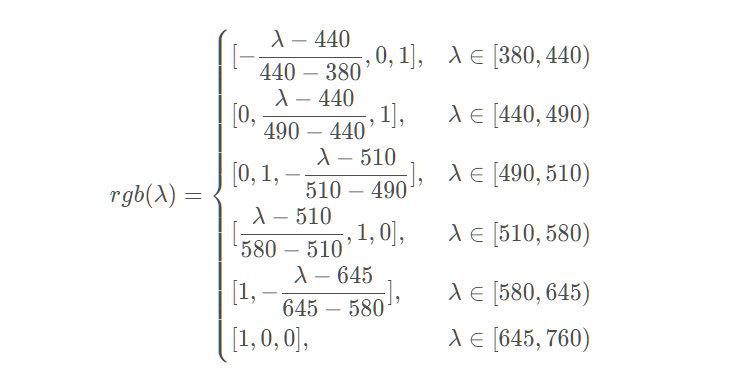 rgb(λ) =
[−(λ − 440)/(440 − 380), 0, 1], λ ∈ [380, 440)
[0, (λ − 440)/(490 − 440), 1], λ ∈ [440, 490)
[0, 1, −(λ − 510)/(510 − 490)], λ ∈ [490, 510)
[(λ − 510)/(580 − 510), 1, 0], λ ∈ [510, 580)
[1, −(λ − 645)/(645 − 580)], λ ∈ [580, 645)
[1, 0, 0], λ ∈ [645, 760)